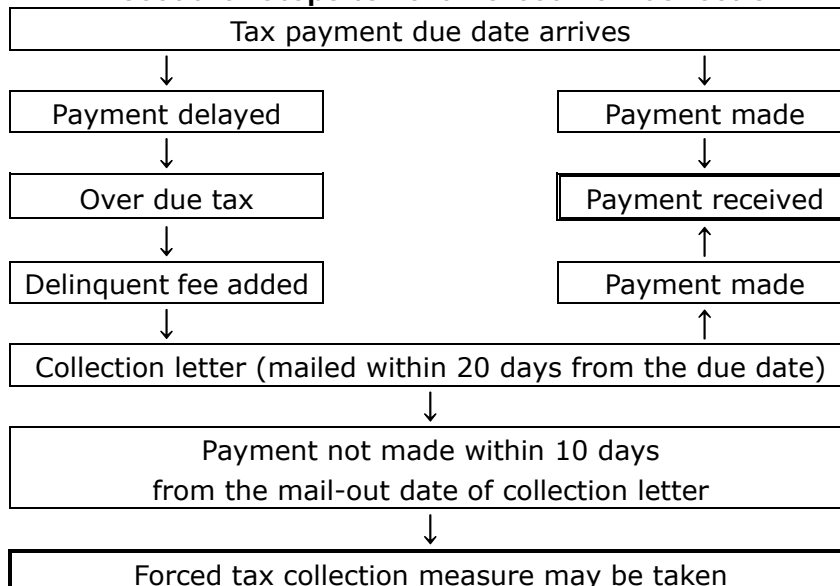 Tax payment due date arrives
Payment delayed
Payment made
Over due tax
Payment received
Delinquent fee added
Payment made
Collection letter (mailed within 20 days from the due date)
Payment not made within 10 days
from the mail-out date of collection letter
Forced tax collection measure may be taken